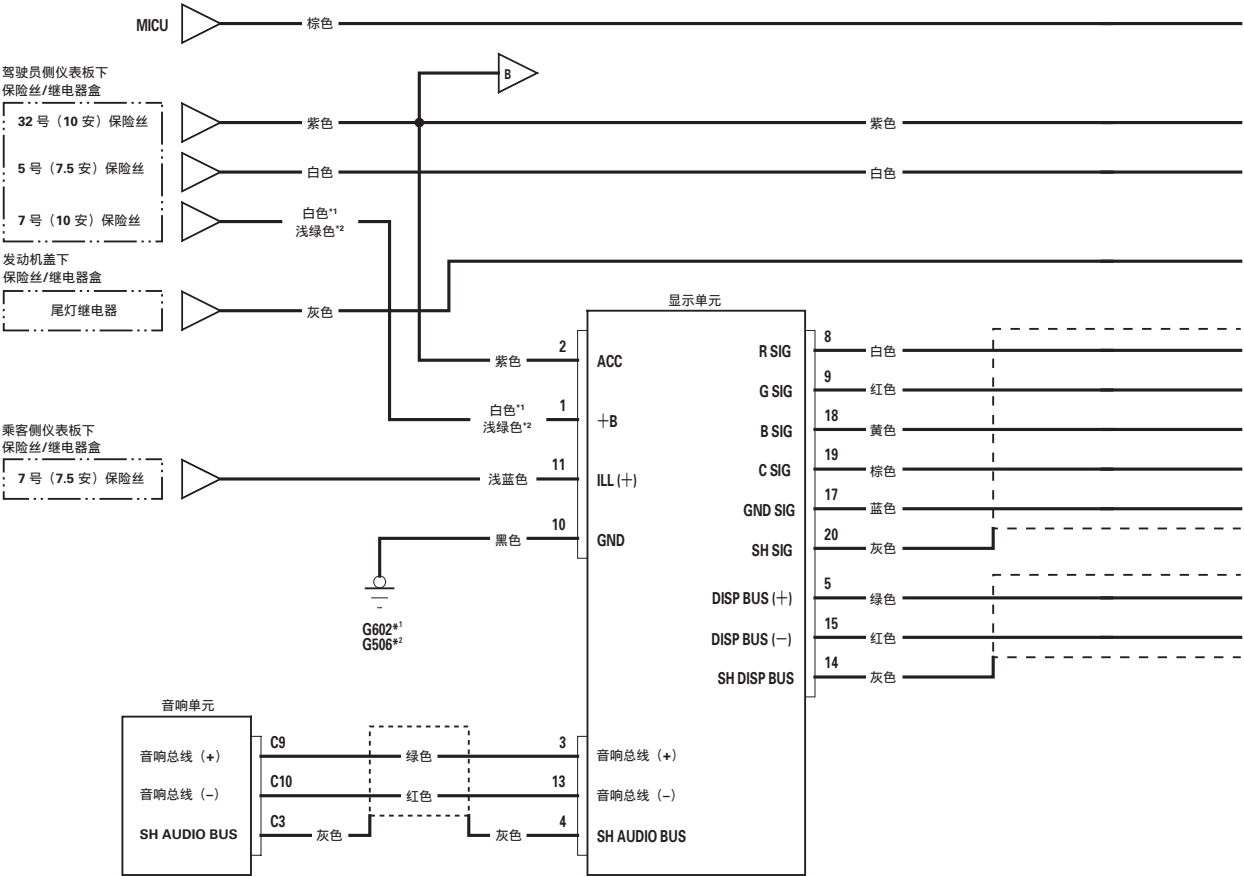 MICU
棕色
驾驶员侧仪表板下
保险丝/继电器盒
B
32 号（10 安）保险丝
紫色
紫色
5 号（7.5 安）保险丝
白色
白色
7 号（10 安）保险丝
白色*1
浅绿色*2
发动机盖下
保险丝/继电器盒
尾灯继电器
灰色
显示单元
2
紫色
ACC
R SIG
8
白色
G SIG
9
红色
白色*1
浅绿色*2
1
＋B
B SIG
18
黄色
乘客侧仪表板下
保险丝/继电器盒
7 号（7.5 安）保险丝
浅蓝色
11
ILL (＋)
C SIG
19
棕色
GND SIG
17
蓝色
黑色
10
GND
SH SIG
20
灰色
G602*1
G506*2
DISP BUS (＋)
5
绿色
DISP BUS (－)
15
红色
SH DISP BUS
14
灰色
音响单元
音响总线（+）
C9
绿色
3
音响总线（+）
音响总线（–）
C10
红色
13
音响总线（–）
SH AUDIO BUS
C3
灰色
灰色
4
SH AUDIO BUS